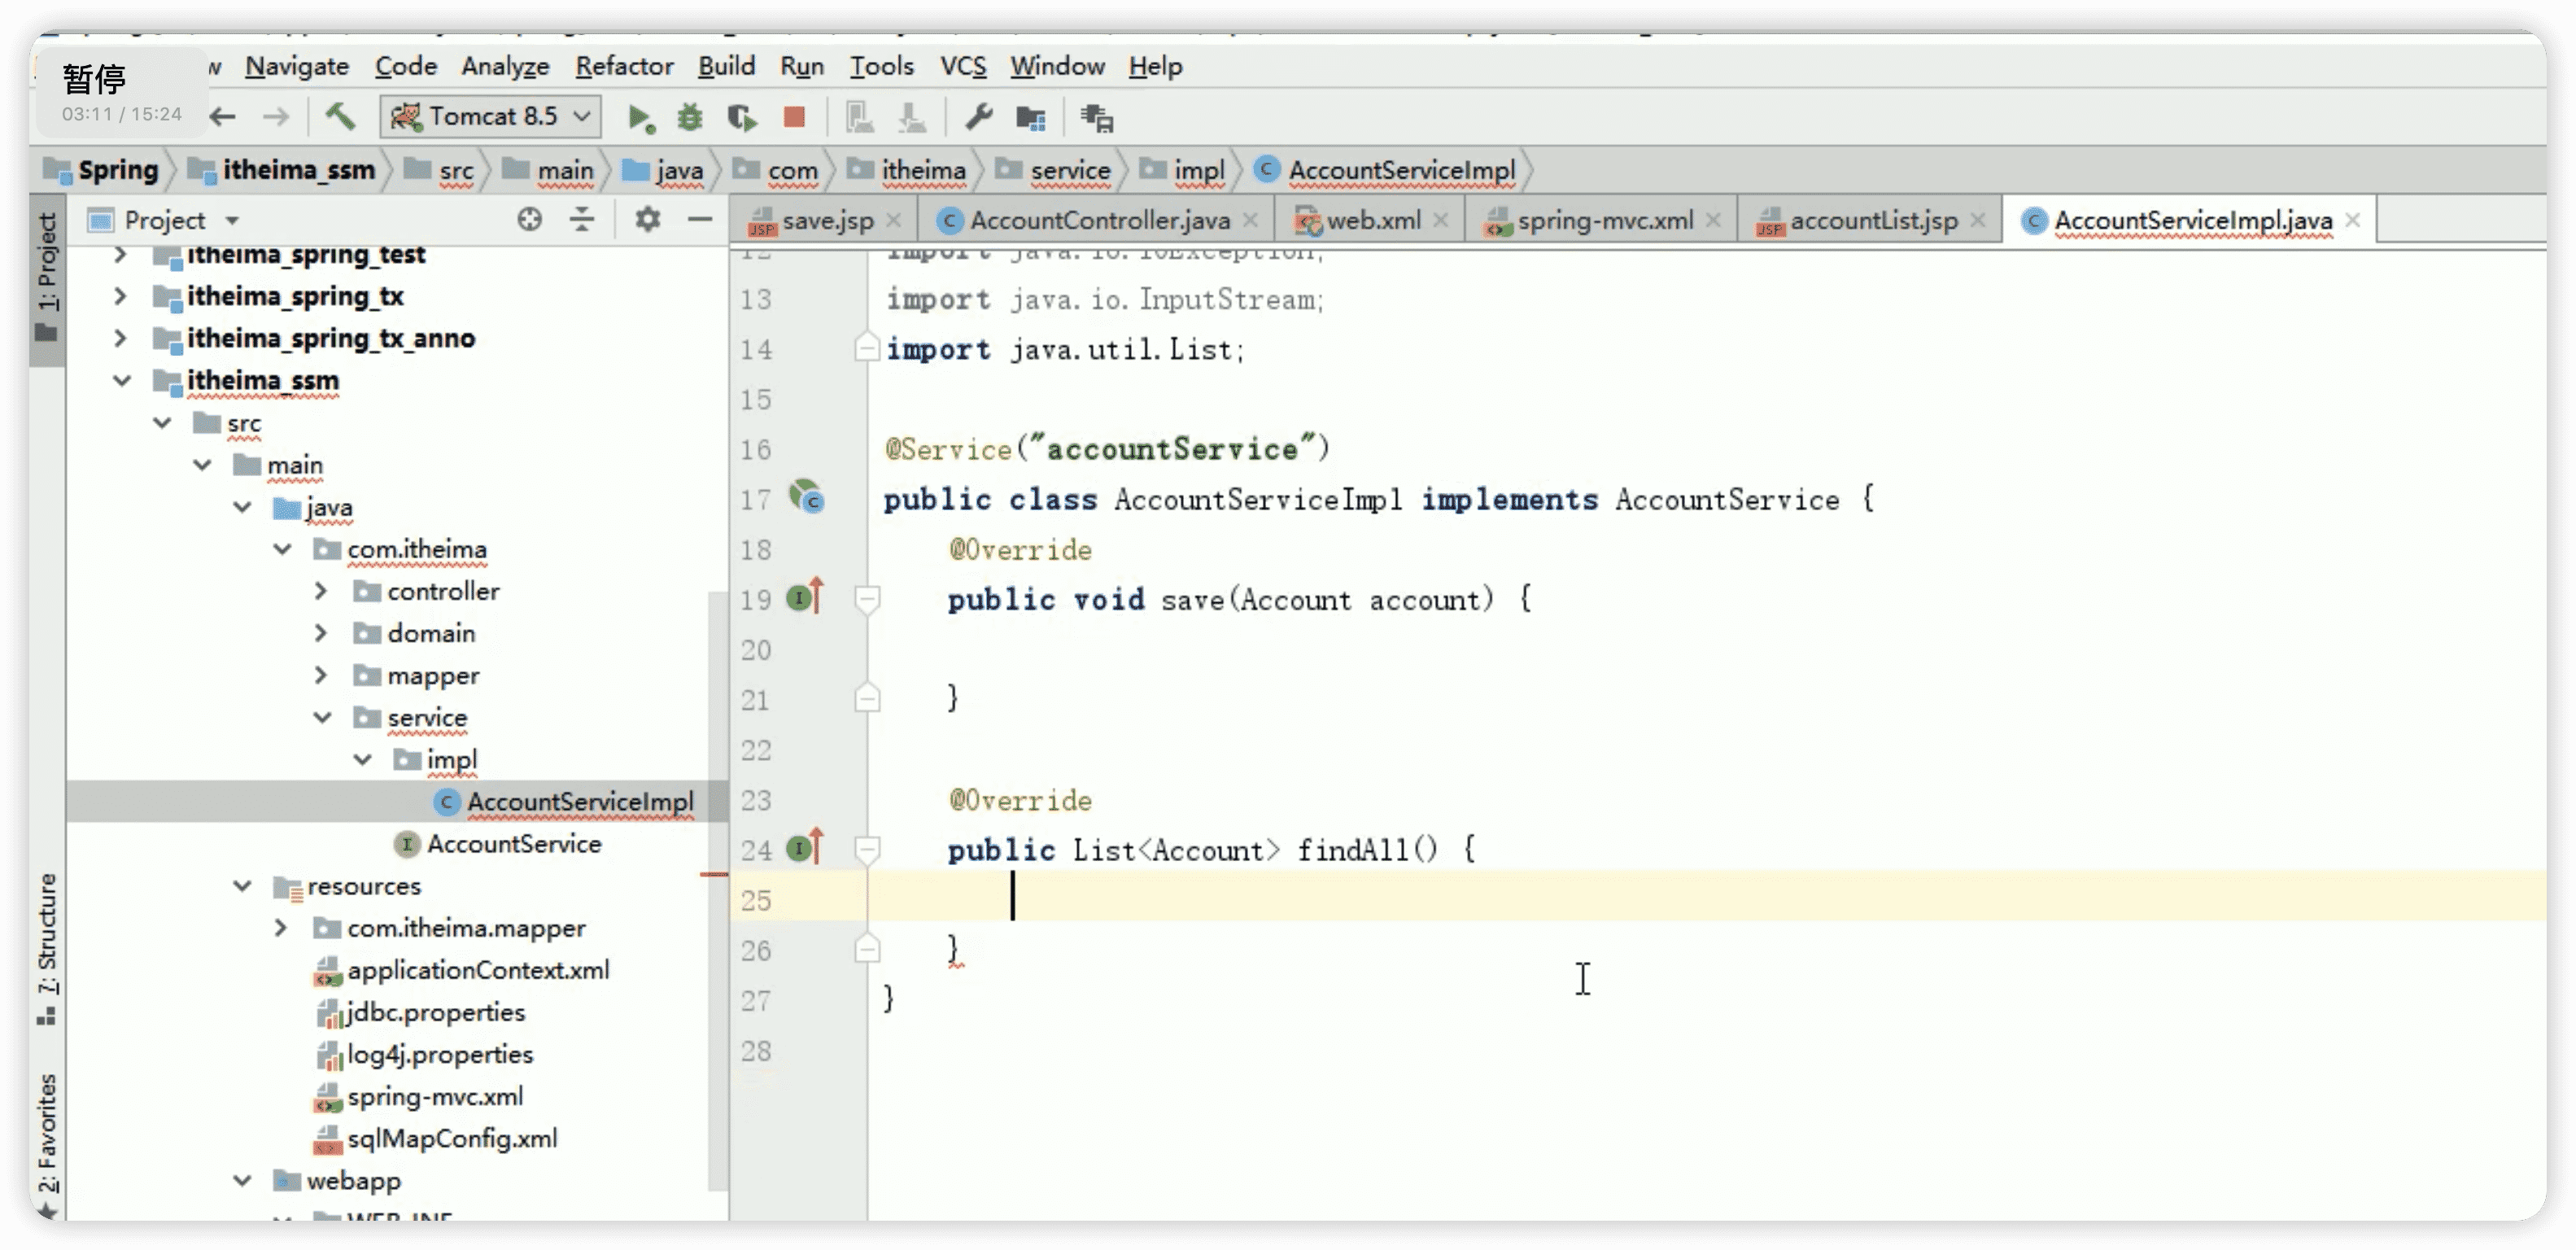 暂停
03:11 / 15:24
Navigate Code Analyze Refactor Build Run Tools VCS Window Help
Tomcat 8.5
Spring itheima_ssm src main java com itheima service impl AccountServiceImpl
1: Project
7: Structure
2: Favorites
Project
itheima_spring_test
itheima_spring_tx
itheima_spring_tx_anno
itheima_ssm
src
main
java
com.itheima
controller
domain
mapper
service
impl
AccountServiceImpl
AccountService
resources
com.itheima.mapper
applicationContext.xml
jdbc.properties
log4j.properties
spring-mvc.xml
sqlMapConfig.xml
webapp
WEB-INF
save.jsp AccountController.java web.xml spring-mvc.xml accountList.jsp AccountServiceImpl.java
12 import java.io.IOException;
13 import java.io.InputStream;
14 import java.util.List;
15
16 @Service("accountService")
17 public class AccountServiceImpl implements AccountService {
18 @Override
19 public void save(Account account) {
20
21 }
22
23 @Override
24 public List<Account> findAll() {
25
26 }
27 }
28